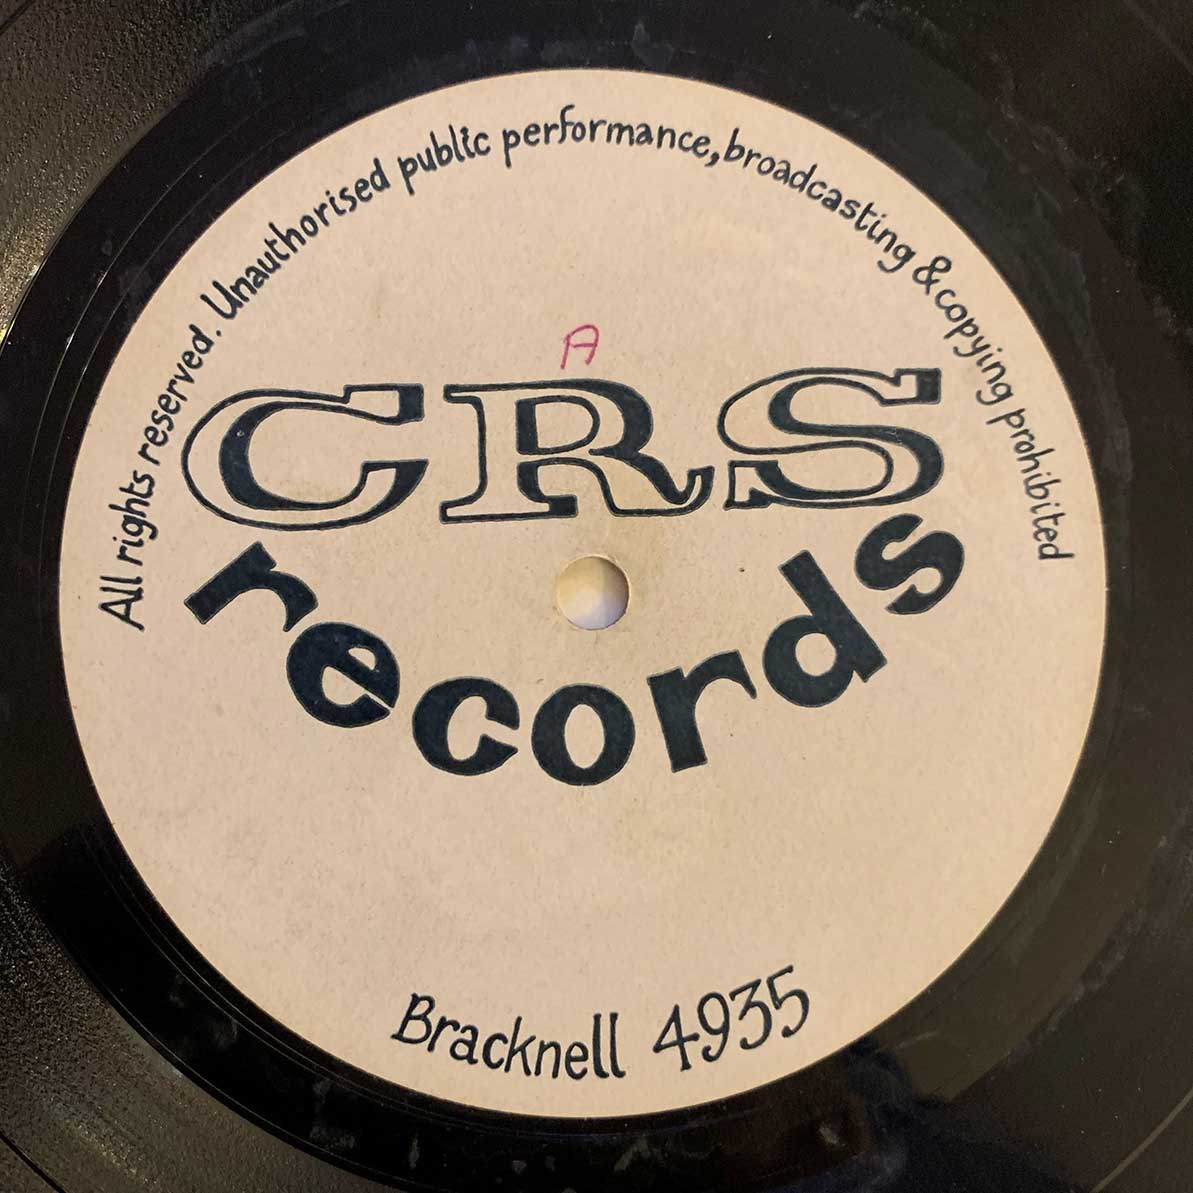 All rights reserved. Unauthorised public performance, broadcasting & copying prohibited
A
CRS
records
Bracknell 4935